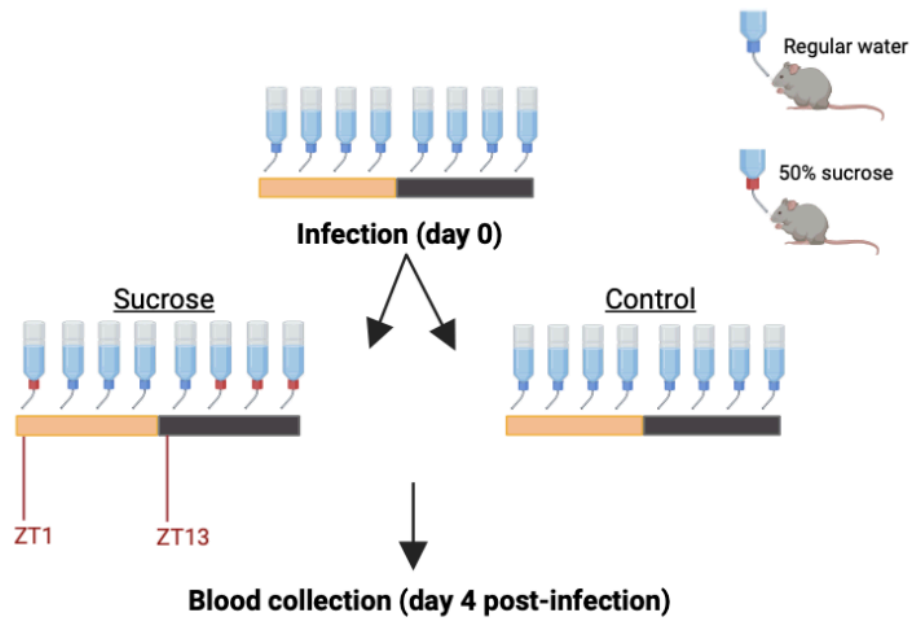 Regular water
50% sucrose
Infection (day 0)
Sucrose
Control
ZT1
ZT13
Blood collection (day 4 post-infection)